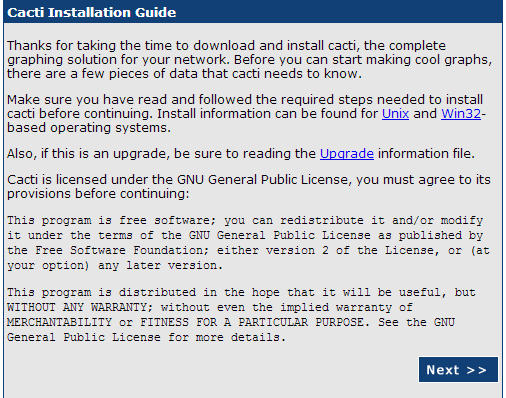 Cacti Installation Guide
Thanks for taking the time to download and install cacti, the complete
graphing solution for your network. Before you can start making cool graphs,
there are a few pieces of data that cacti needs to know.
Make sure you have read and followed the required steps needed to install
cacti before continuing. Install information can be found for Unix and Win32-
based operating systems.
Also, if this is an upgrade, be sure to reading the Upgrade information file.
Cacti is licensed under the GNU General Public License, you must agree to its
provisions before continuing:
This program is free software; you can redistribute it and/or modify
it under the terms of the GNU General Public License as published by
the Free Software Foundation; either version 2 of the License, or (at
your option) any later version.
This program is distributed in the hope that it will be useful, but
WITHOUT ANY WARRANTY; without even the implied warranty of
MERCHANTABILITY or FITNESS FOR A PARTICULAR PURPOSE. See the GNU
General Public License for more details.
Next >>